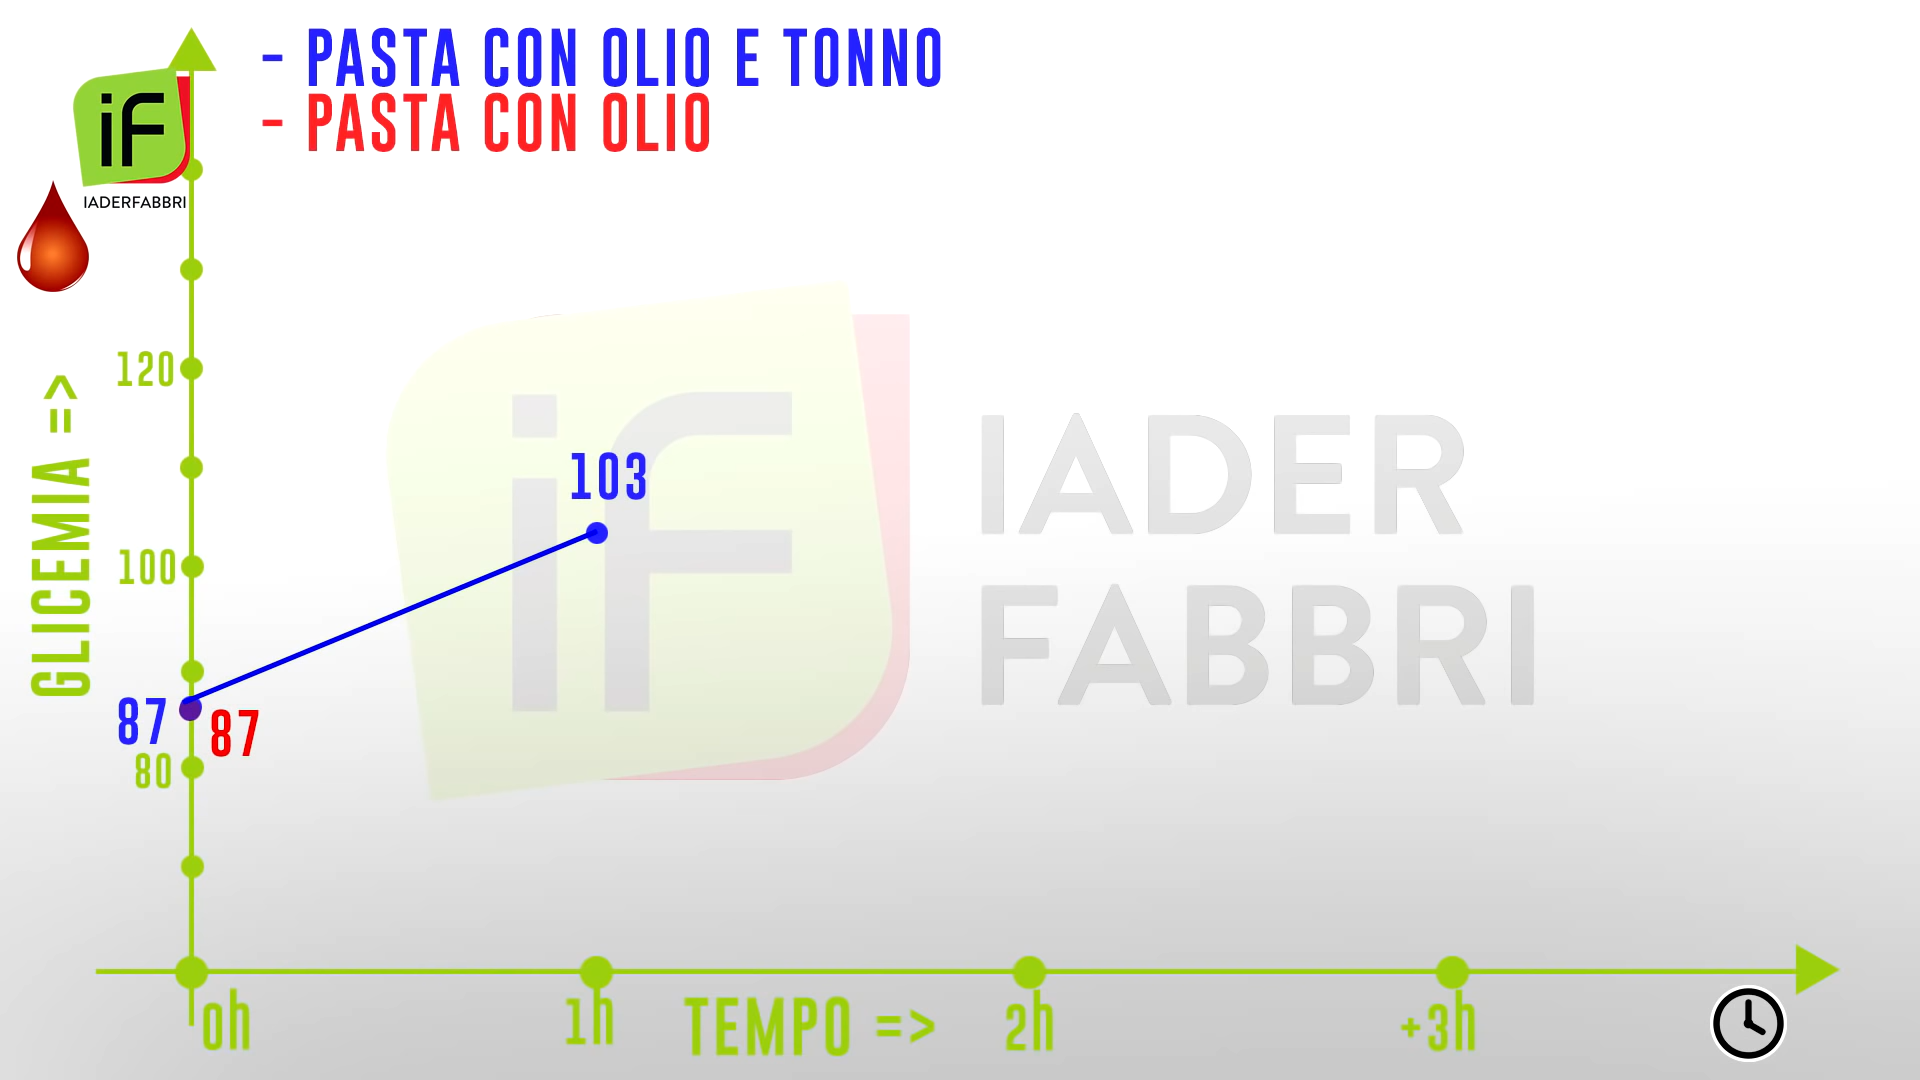 - PASTA CON OLIO E TONNO
- PASTA CON OLIO
iF
IADERFABBRI
120
GLICEMIA =>
iF
IADER
FABBRI
103
100
87
87
80
0h
1h
TEMPO =>
2h
+3h